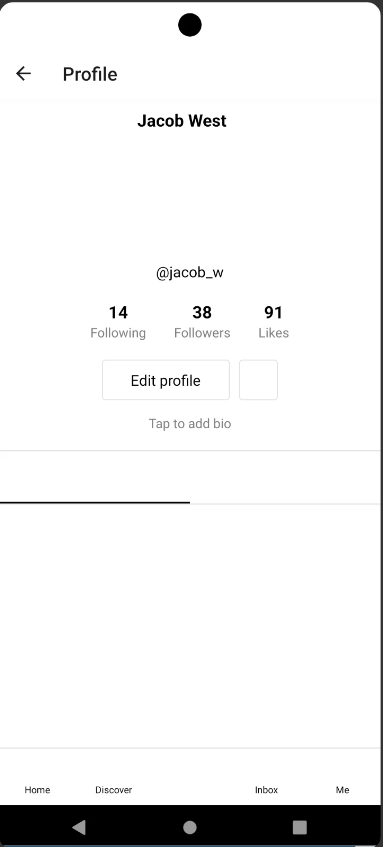 Profile
Jacob West
@jacob_w
14 38 91
Following Followers Likes
Edit profile
Tap to add bio
Home Discover Inbox Me